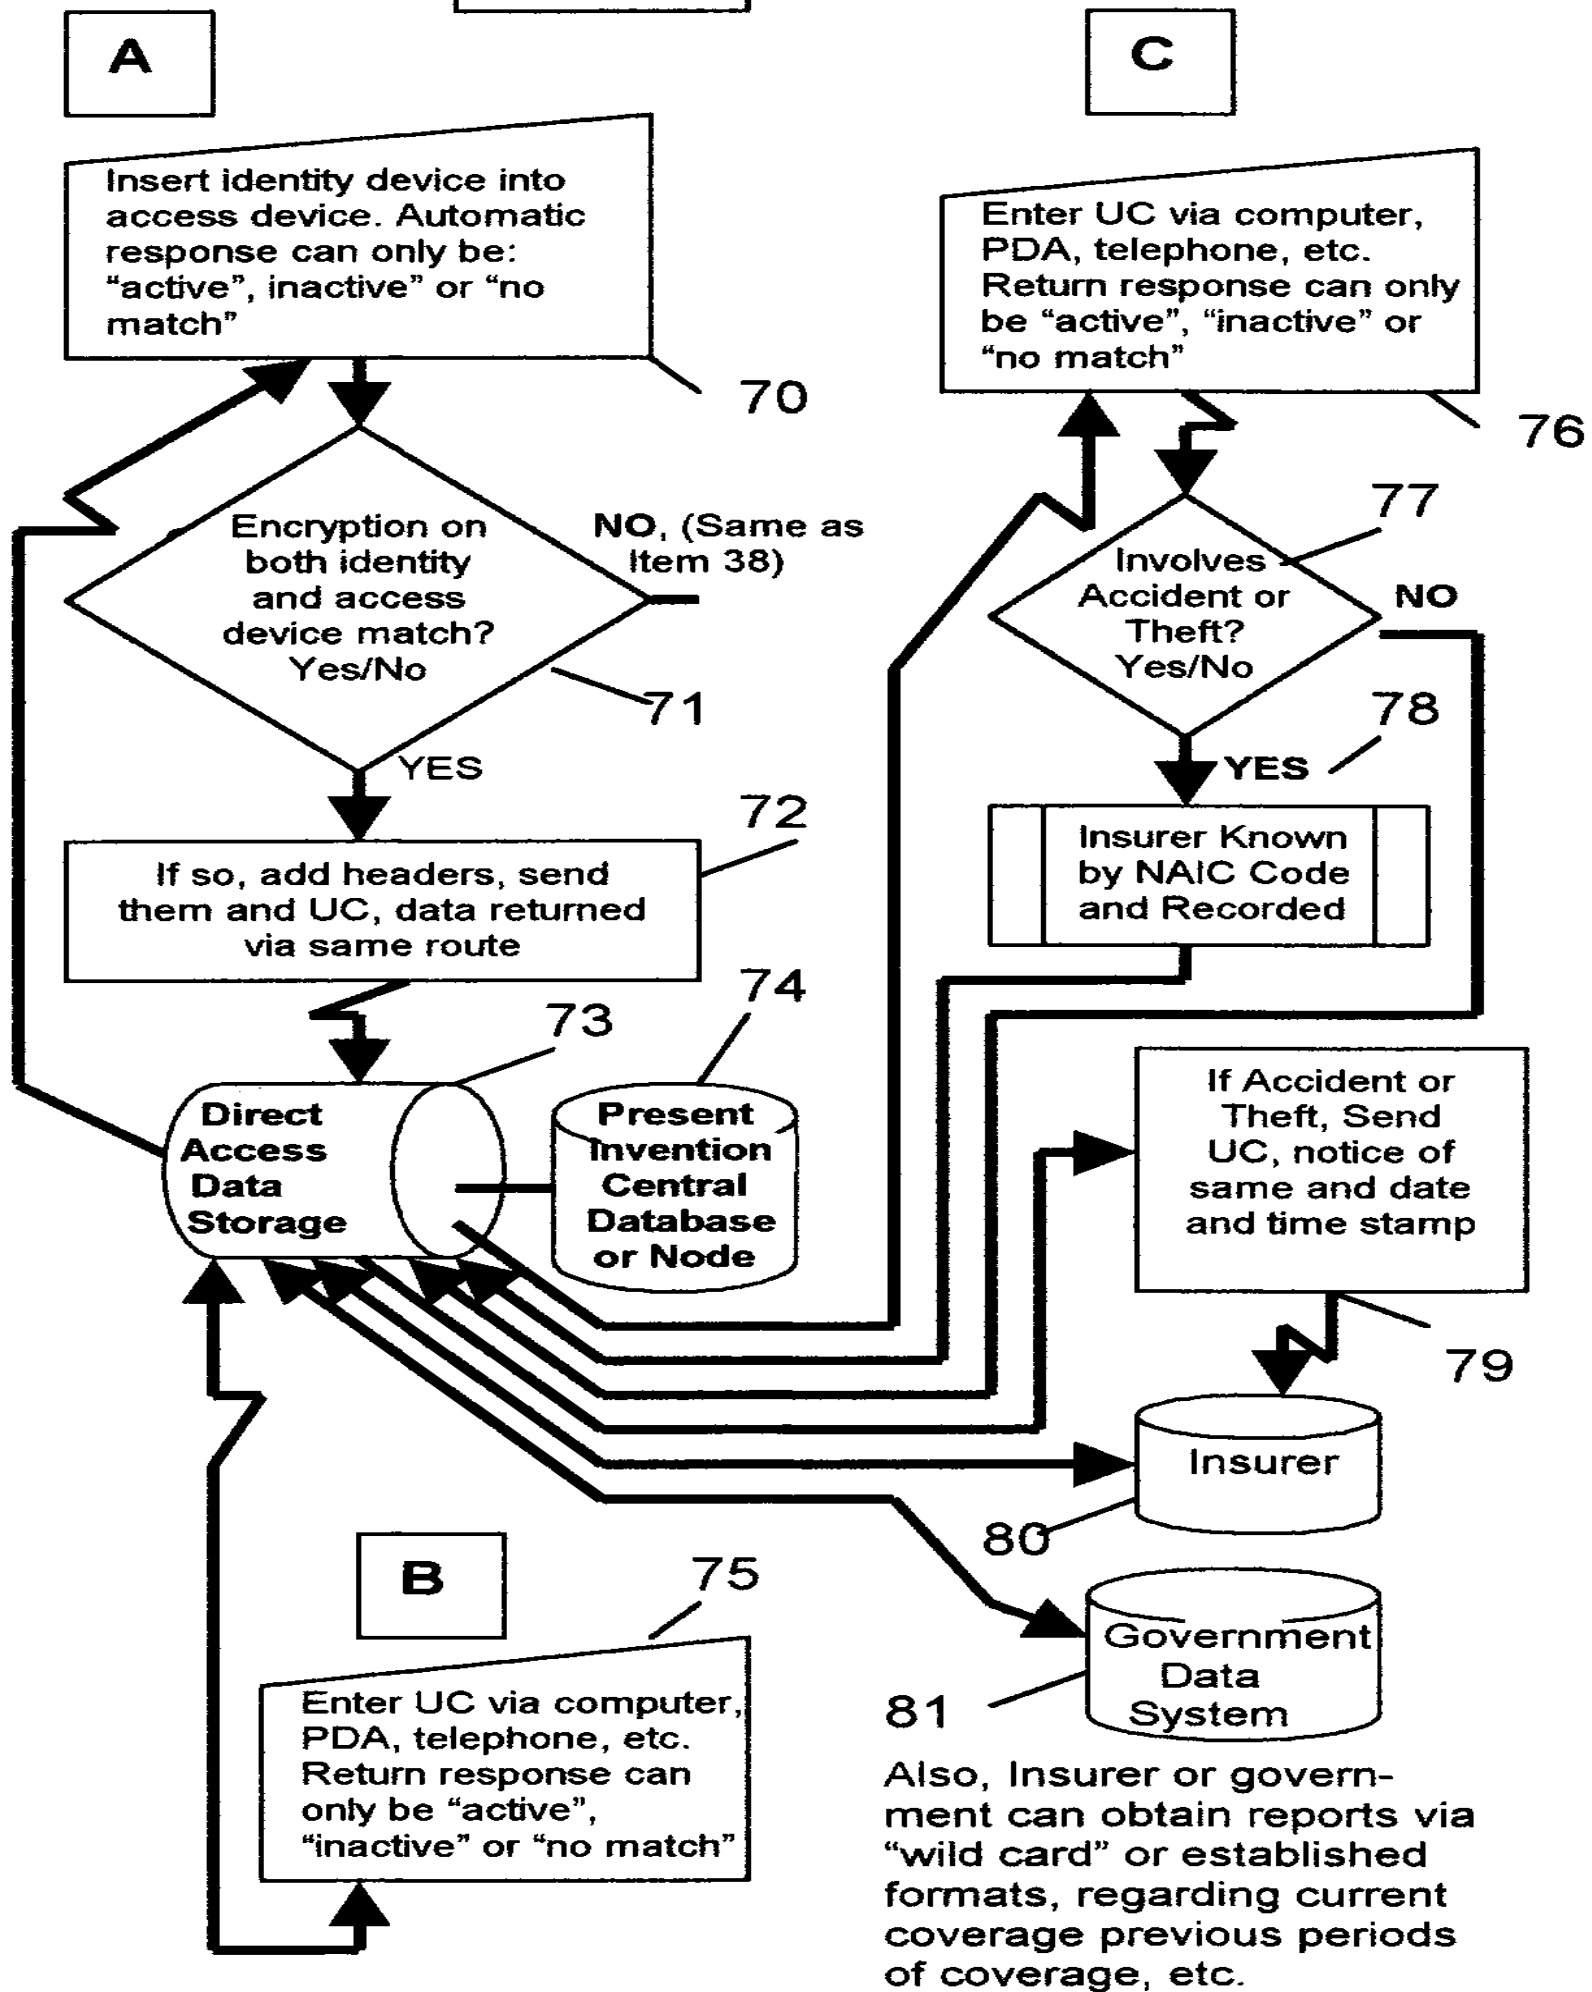 A
Insert identity device into
access device. Automatic
response can only be:
“active”, inactive” or “no
match”
70
Encryption on
both identity
and access
device match?
Yes/No
NO, (Same as
Item 38)
71
YES
72
If so, add headers, send
them and UC, data returned
via same route
73
74
Direct
Access
Data
Storage
Present
Invention
Central
Database
or Node
B
75
Enter UC via computer,
PDA, telephone, etc.
Return response can
only be “active”,
“inactive” or “no match”
C
Enter UC via computer,
PDA, telephone, etc.
Return response can only
be “active”, “inactive” or
“no match”
76
77
Involves
Accident or
Theft?
Yes/No
NO
78
YES
Insurer Known
by NAIC Code
and Recorded
If Accident or
Theft, Send
UC, notice of
same and date
and time stamp
79
Insurer
80
Government
Data
System
81
Also, Insurer or govern-
ment can obtain reports via
“wild card” or established
formats, regarding current
coverage previous periods
of coverage, etc.